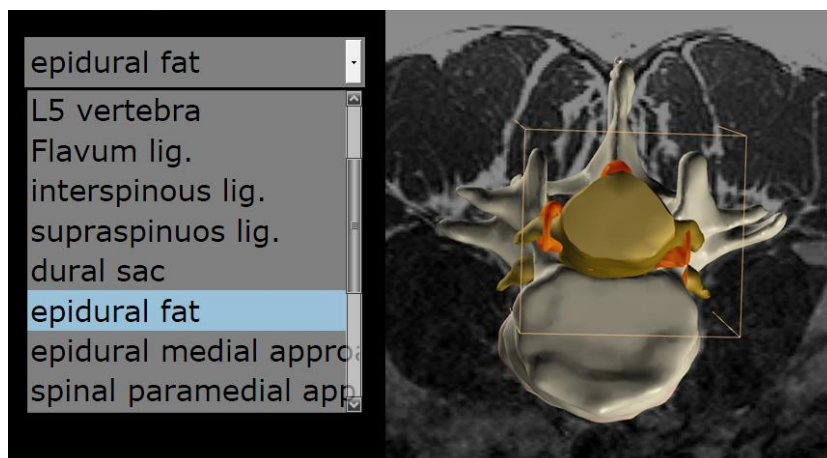 epidural fat
L5 vertebra
Flavum lig.
interspinous lig.
supraspinuos lig.
dural sac
epidural fat
epidural medial appro
spinal paramedial app